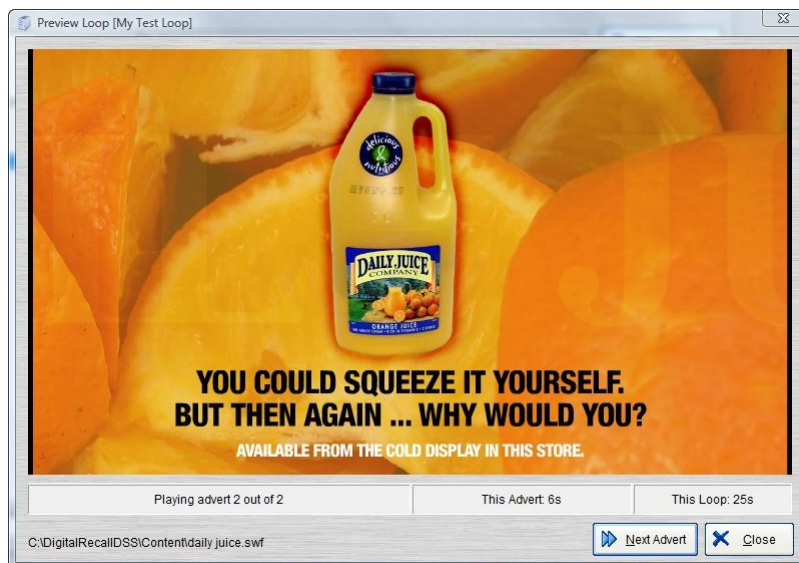 Preview Loop [My Test Loop]
delicious
&
nutritious
DAILY JUICE
COMPANY
ORANGE JUICE
YOU COULD SQUEEZE IT YOURSELF.
BUT THEN AGAIN ... WHY WOULD YOU?
AVAILABLE FROM THE COLD DISPLAY IN THIS STORE.
Playing advert 2 out of 2
This Advert: 6s
This Loop: 25s
C:\DigitalRecallDSS\Content\daily juice.swf
Next Advert
Close